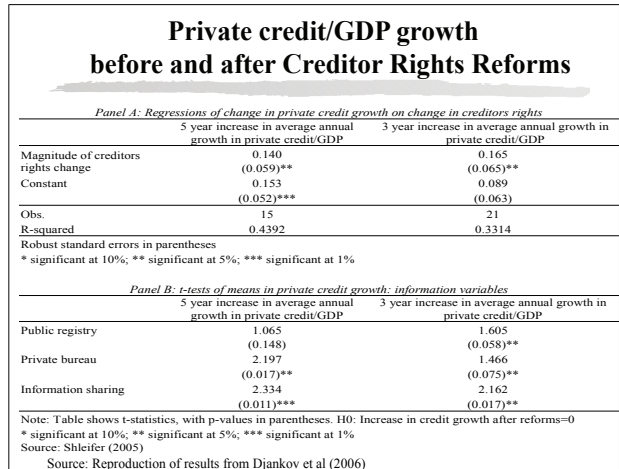 Private credit/GDP growth
before and after Creditor Rights Reforms
Panel A: Regressions of change in private credit growth on change in creditors rights
5 year increase in average annual growth in private credit/GDP 3 year increase in average annual growth in private credit/GDP
Magnitude of creditors rights change 0.140 0.165
(0.059)** (0.065)**
Constant 0.153 0.089
(0.052)*** (0.063)
Obs. 15 21
R-squared 0.4392 0.3314
Robust standard errors in parentheses
* significant at 10%; ** significant at 5%; *** significant at 1%
Panel B: t-tests of means in private credit growth: information variables
5 year increase in average annual growth in private credit/GDP 3 year increase in average annual growth in private credit/GDP
Public registry 1.065 1.605
(0.148) (0.058)**
Private bureau 2.197 1.466
(0.017)** (0.075)**
Information sharing 2.334 2.162
(0.011)*** (0.017)**
Note: Table shows t-statistics, with p-values in parentheses. H0: Increase in credit growth after reforms=0
* significant at 10%; ** significant at 5%; *** significant at 1%
Source: Shleifer (2005)
Source: Reproduction of results from Djankov et al (2006)